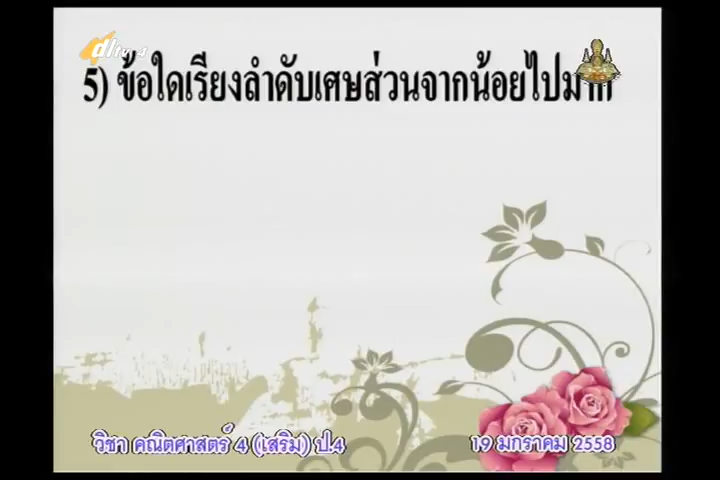 dltv 4
5) ข้อใดเรียงลำดับเศษส่วนจากน้อยไปมาก
วิชา คณิตศาสตร์ 4 (เสริม) ป.4
19 มกราคม 2558